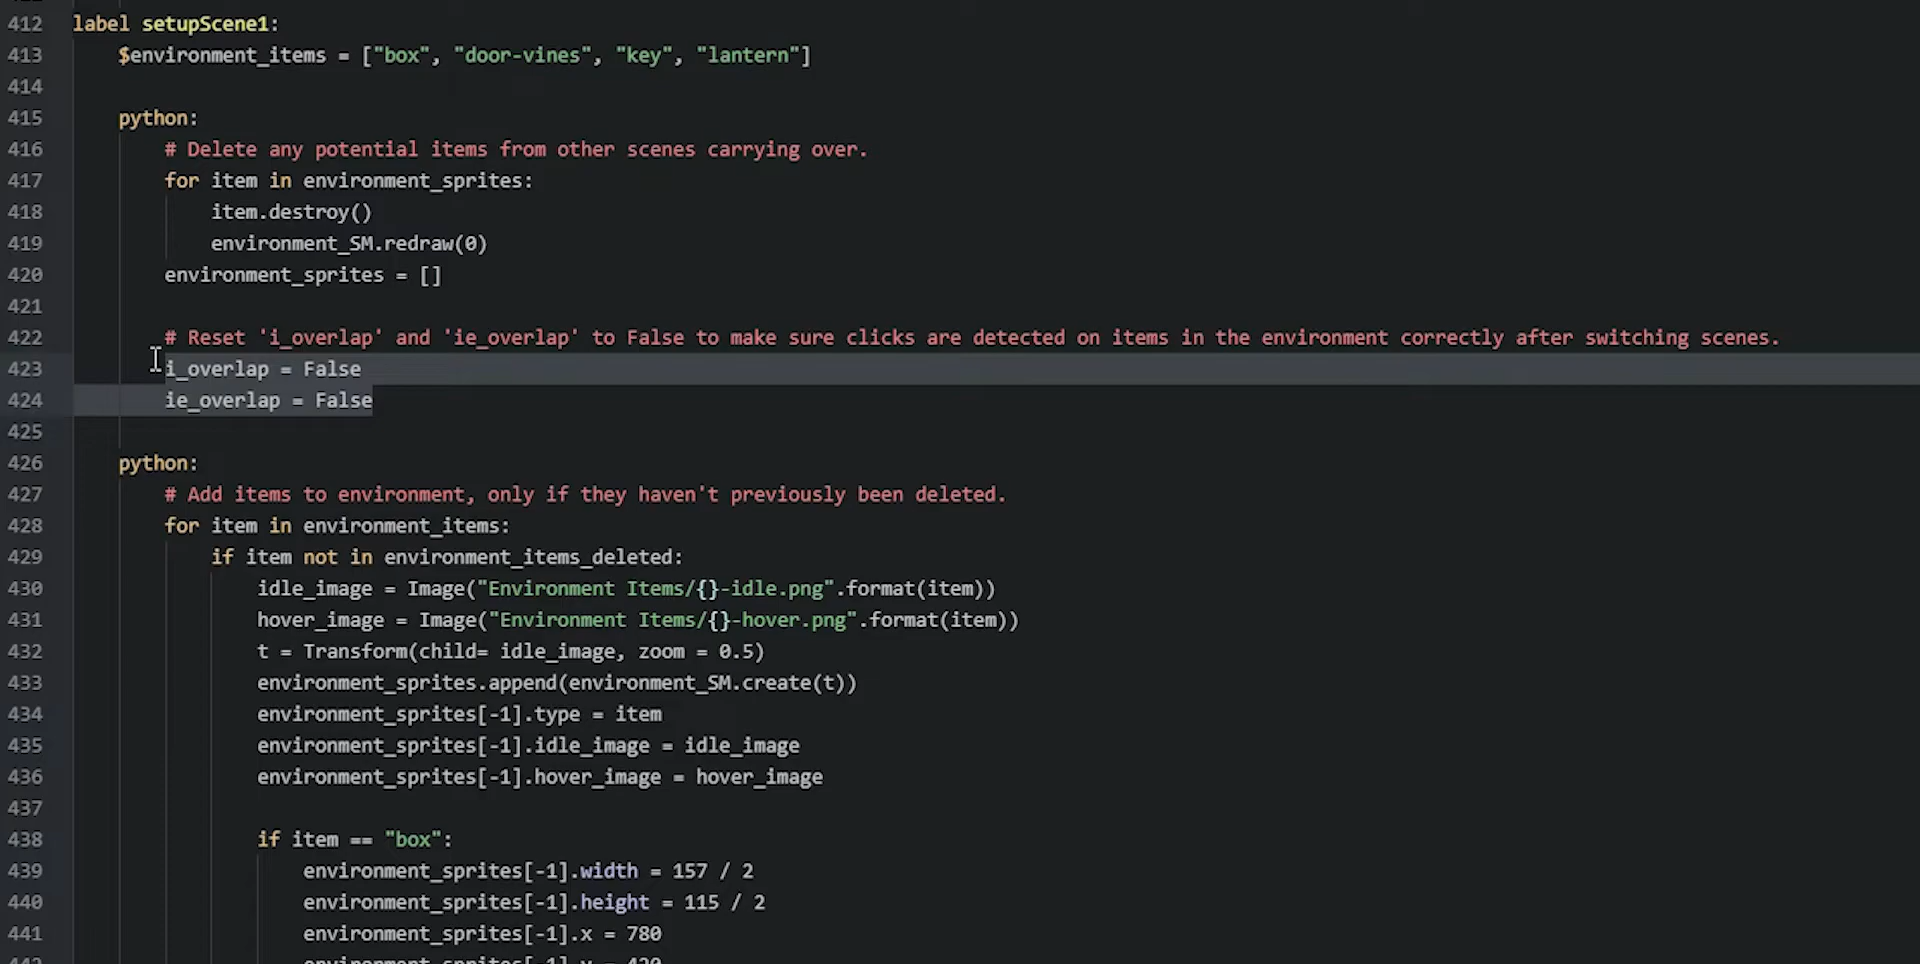 412 label setupScene1:
413 $environment_items = ["box", "door-vines", "key", "lantern"]
414
415 python:
416 # Delete any potential items from other scenes carrying over.
417 for item in environment_sprites:
418 item.destroy()
419 environment_SM.redraw(0)
420 environment_sprites = []
421
422 # Reset 'i_overlap' and 'ie_overlap' to False to make sure clicks are detected on items in the environment correctly after switching scenes.
423 i_overlap = False
424 ie_overlap = False
425
426 python:
427 # Add items to environment, only if they haven't previously been deleted.
428 for item in environment_items:
429 if item not in environment_items_deleted:
430 idle_image = Image("Environment Items/{}-idle.png".format(item))
431 hover_image = Image("Environment Items/{}-hover.png".format(item))
432 t = Transform(child= idle_image, zoom = 0.5)
433 environment_sprites.append(environment_SM.create(t))
434 environment_sprites[-1].type = item
435 environment_sprites[-1].idle_image = idle_image
436 environment_sprites[-1].hover_image = hover_image
437
438 if item == "box":
439 environment_sprites[-1].width = 157 / 2
440 environment_sprites[-1].height = 115 / 2
441 environment_sprites[-1].x = 780